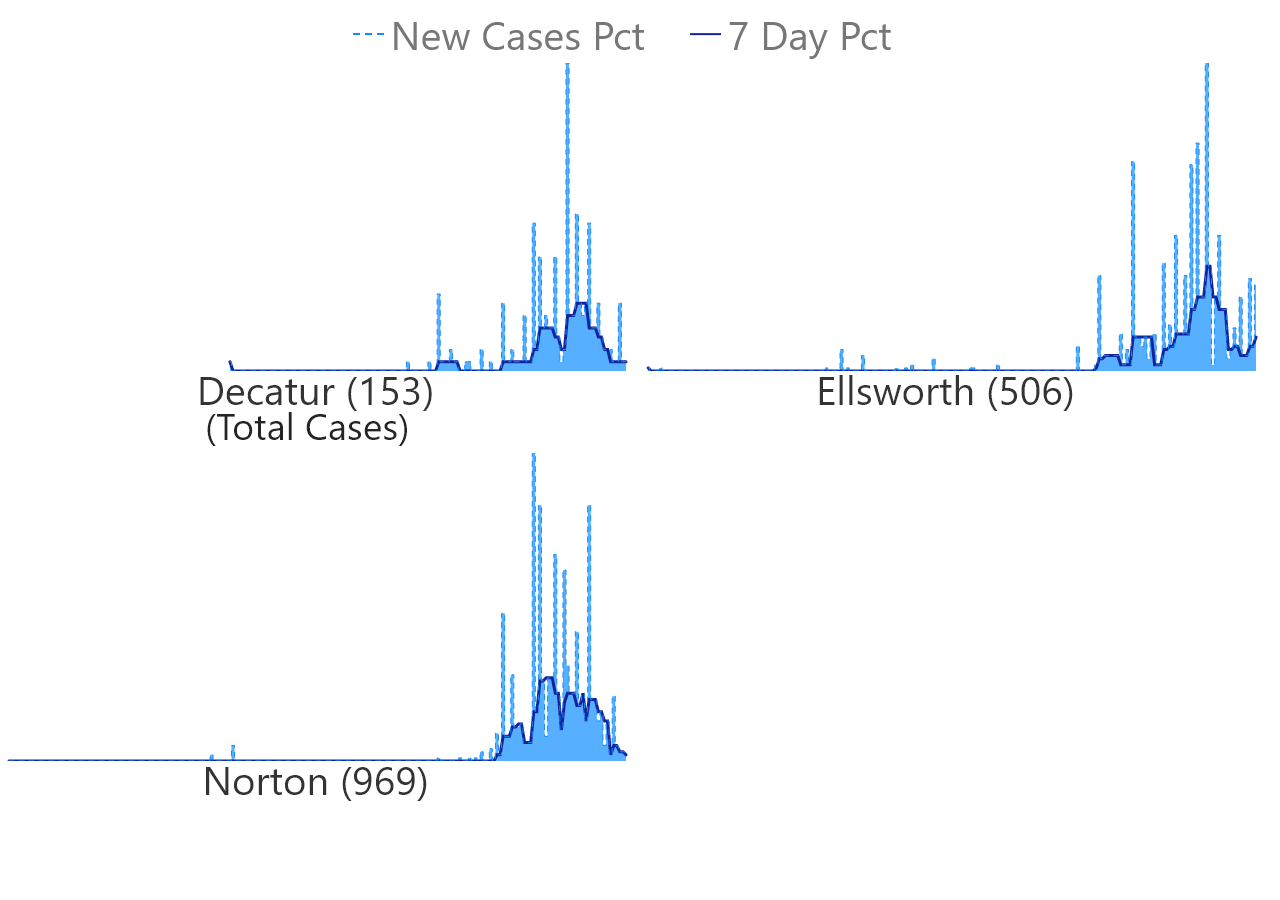 New Cases Pct 7 Day Pct
Decatur (153)
(Total Cases)
Ellsworth (506)
Norton (969)